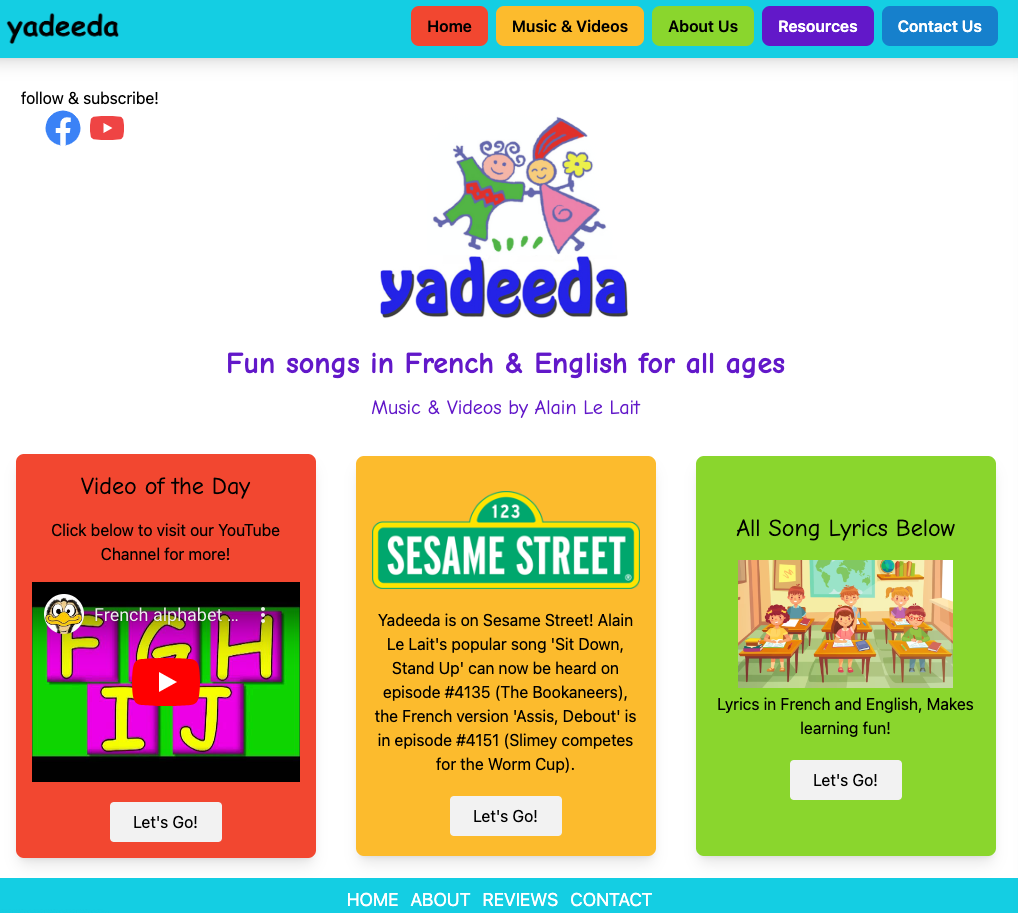 yadeeda
Home
Music & Videos
About Us
Resources
Contact Us
follow & subscribe!
yadeeda
Fun songs in French & English for all ages
Music & Videos by Alain Le Lait
Video of the Day
Click below to visit our YouTube
Channel for more!
French alphabet ...
F G H
I J
Let's Go!
123
SESAME STREET®
Yadeeda is on Sesame Street! Alain
Le Lait's popular song 'Sit Down,
Stand Up' can now be heard on
episode #4135 (The Bookaneers),
the French version 'Assis, Debout' is
in episode #4151 (Slimey competes
for the Worm Cup).
Let's Go!
All Song Lyrics Below
Lyrics in French and English, Makes
learning fun!
Let's Go!
HOME ABOUT REVIEWS CONTACT